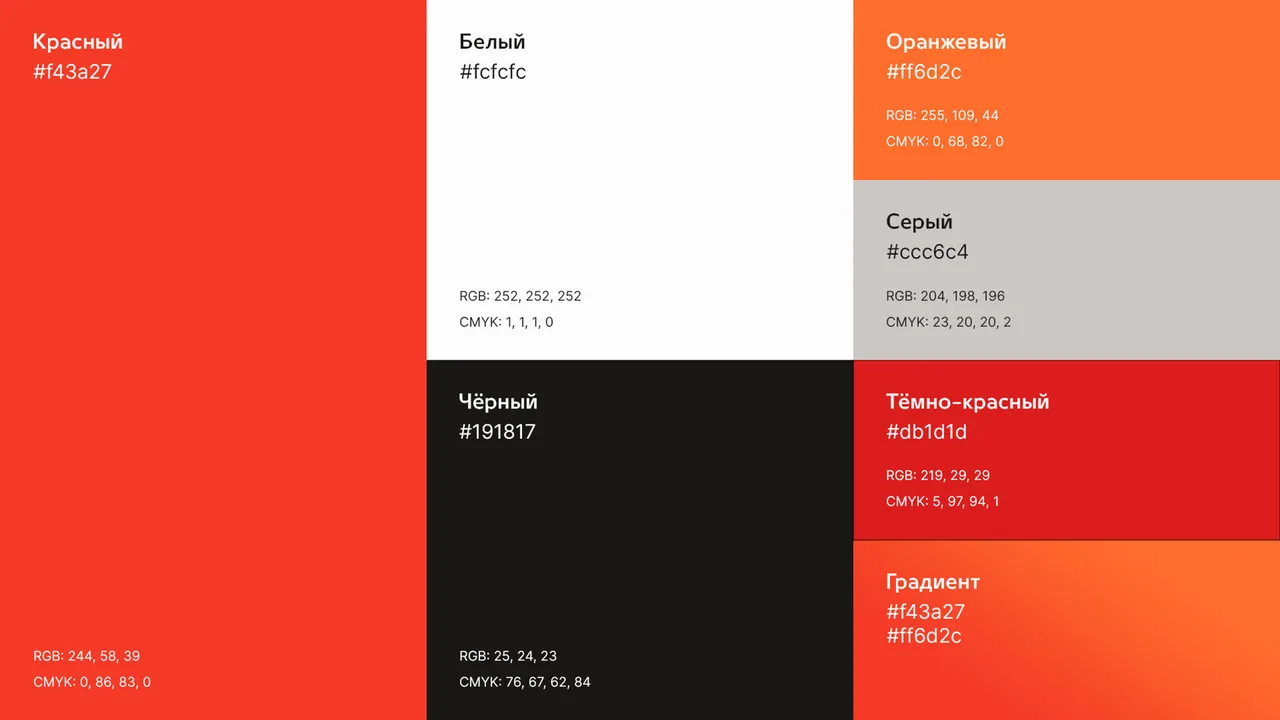 Красный
#f43a27
RGB: 244, 58, 39
CMYK: 0, 86, 83, 0
Белый
#fcfcfc
RGB: 252, 252, 252
CMYK: 1, 1, 1, 0
Чёрный
#191817
RGB: 25, 24, 23
CMYK: 76, 67, 62, 84
Оранжевый
#ff6d2c
RGB: 255, 109, 44
CMYK: 0, 68, 82, 0
Серый
#ccc6c4
RGB: 204, 198, 196
CMYK: 23, 20, 20, 2
Тёмно-красный
#db1d1d
RGB: 219, 29, 29
CMYK: 5, 97, 94, 1
Градиент
#f43a27
#ff6d2c